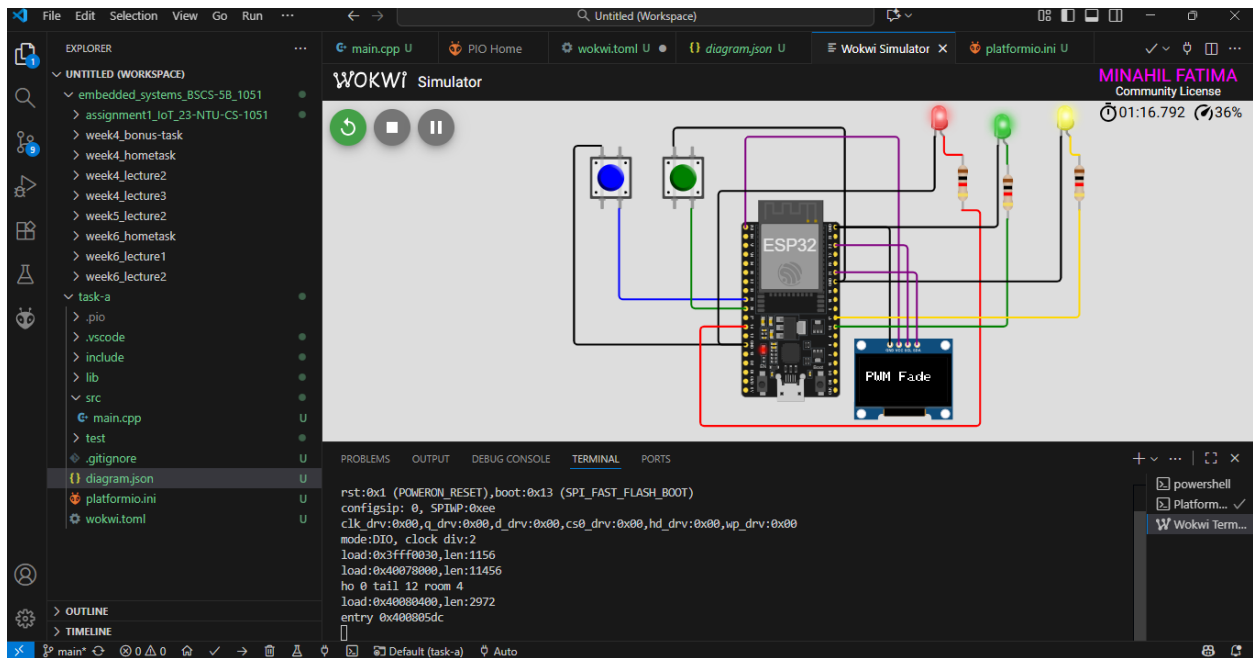 File Edit Selection View Go Run ···
Untitled (Workspace)
EXPLORER ···
main.cpp U
PIO Home
wokwi.toml U
{} diagram.json U
Wokwi Simulator
platformio.ini U
UNTITLED (WORKSPACE)
embedded_systems_BSCS-5B_1051
assignment1_IoT_23-NTU-CS-1051
week4_bonus-task
week4_hometask
week4_lecture2
week4_lecture3
week5_lecture2
week6_hometask
week6_lecture1
week6_lecture2
task-a
.pio
.vscode
include
lib
src
main.cpp U
test
.gitignore U
{} diagram.json U
platformio.ini U
wokwi.toml U
OUTLINE
TIMELINE
1
9
WOKWI Simulator
MINAHIL FATIMA
Community License
01:16.792 36%
ESP32
GND VCC SCL SDA
PWM Fade
PROBLEMS OUTPUT DEBUG CONSOLE TERMINAL PORTS
rst:0x1 (POWERON_RESET),boot:0x13 (SPI_FAST_FLASH_BOOT)
configsip: 0, SPIWP:0xee
clk_drv:0x00,q_drv:0x00,d_drv:0x00,cs0_drv:0x00,hd_drv:0x00,wp_drv:0x00
mode:DIO, clock div:2
load:0x3fff0030,len:1156
load:0x40078000,len:11456
ho 0 tail 12 room 4
load:0x40080400,len:2972
entry 0x400805dc
powershell
Platform...
Wokwi Term...
main* 0 0 Default (task-a) Auto